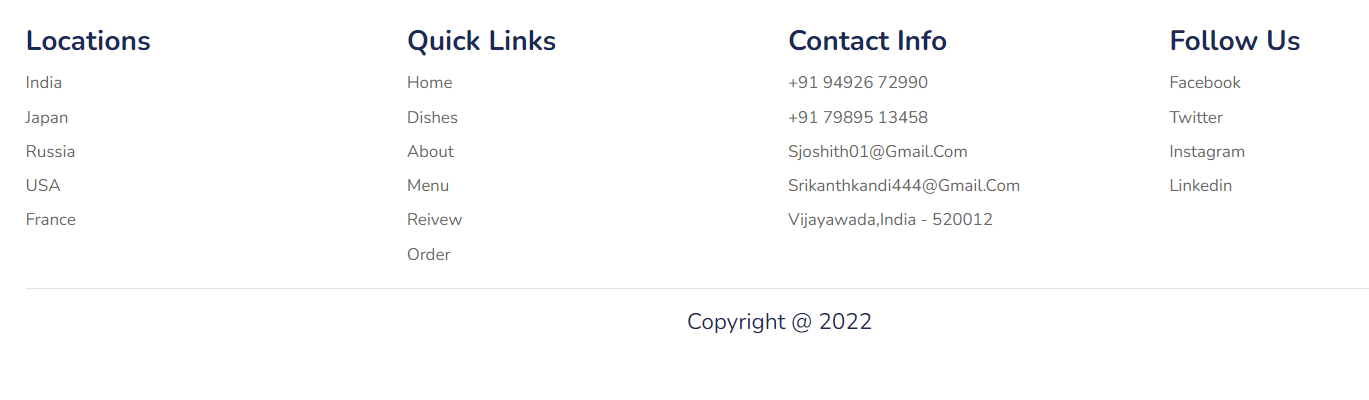 Locations
India
Japan
Russia
USA
France
Quick Links
Home
Dishes
About
Menu
Reivew
Order
Contact Info
+91 94926 72990
+91 79895 13458
Sjoshith01@Gmail.Com
Srikanthkandi444@Gmail.Com
Vijayawada,India - 520012
Follow Us
Facebook
Twitter
Instagram
Linkedin
Copyright @ 2022